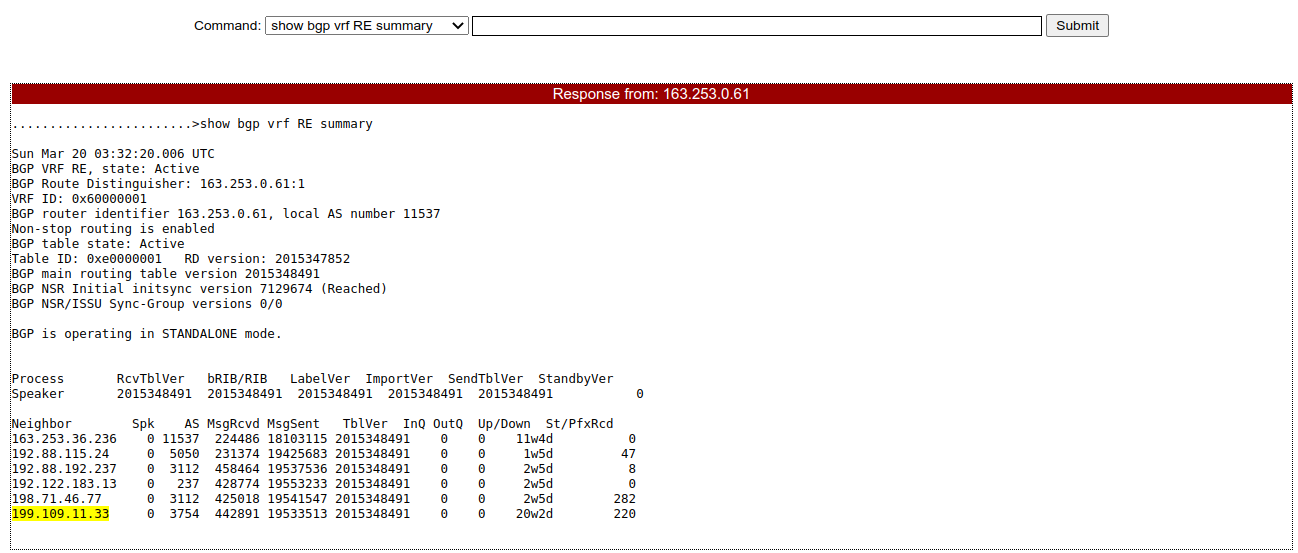 Command: show bgp vrf RE summary Submit
Response from: 163.253.0.61
........................>show bgp vrf RE summary
Sun Mar 20 03:32:20.006 UTC
BGP VRF RE, state: Active
BGP Route Distinguisher: 163.253.0.61:1
VRF ID: 0x60000001
BGP router identifier 163.253.0.61, local AS number 11537
Non-stop routing is enabled
BGP table state: Active
Table ID: 0xe0000001   RD version: 2015347852
BGP main routing table version 2015348491
BGP NSR Initial initsync version 7129674 (Reached)
BGP NSR/ISSU Sync-Group versions 0/0
BGP is operating in STANDALONE mode.
Process       RcvTblVer   bRIB/RIB   LabelVer  ImportVer  SendTblVer  StandbyVer
Speaker       2015348491  2015348491  2015348491  2015348491  2015348491           0
Neighbor        Spk    AS MsgRcvd MsgSent   TblVer  InQ OutQ  Up/Down  St/PfxRcd
163.253.36.236    0 11537  224486 18103115 2015348491    0    0    11w4d          0
192.88.115.24     0  5050  231374 19425683 2015348491    0    0     1w5d         47
192.88.192.237    0  3112  458464 19537536 2015348491    0    0     2w5d          8
192.122.183.13    0   237  428774 19553233 2015348491    0    0     2w5d          0
198.71.46.77      0  3112  425018 19541547 2015348491    0    0     2w5d        282
199.109.11.33     0  3754  442891 19533513 2015348491    0    0    20w2d        220